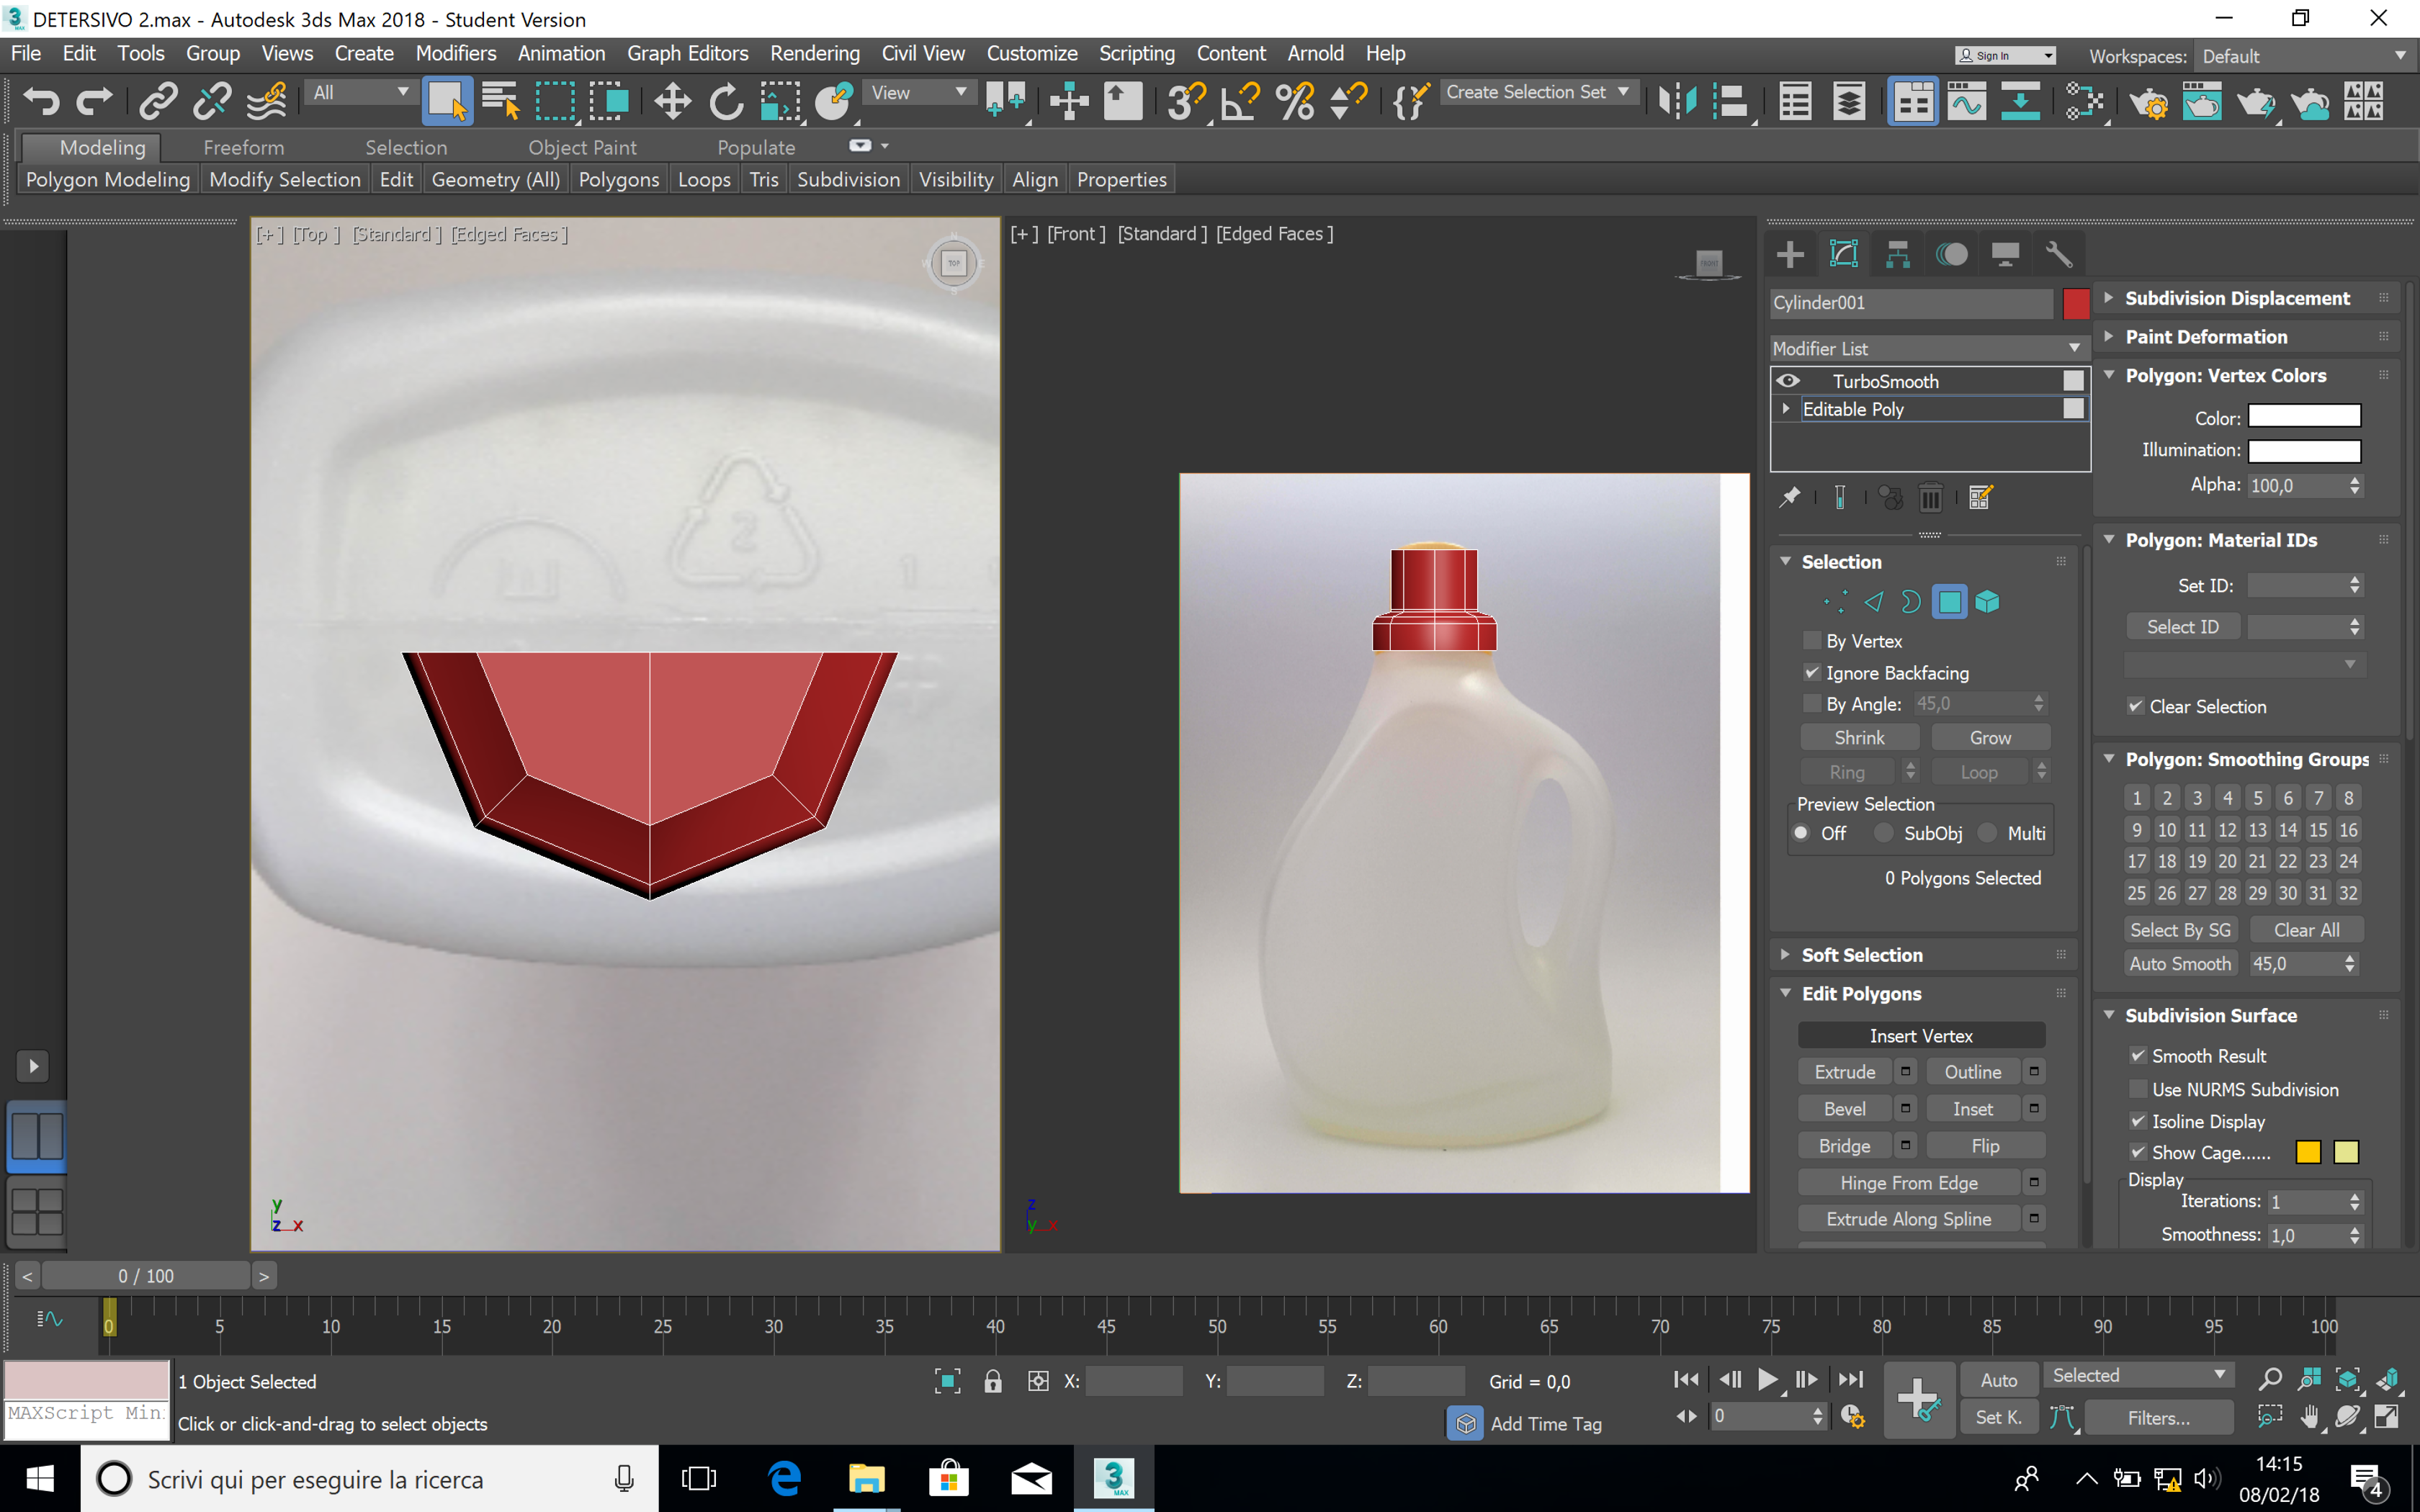 DETERSIVO 2.max - Autodesk 3ds Max 2018 - Student Version
File Edit Tools Group Views Create Modifiers Animation Graph Editors Rendering Civil View Customize Scripting Content Arnold Help
Sign In
Workspaces: Default
All
View
Create Selection Set
Modeling Freeform Selection Object Paint Populate
Polygon Modeling Modify Selection Edit Geometry (All) Polygons Loops Tris Subdivision Visibility Align Properties
[+] [Top ] [Standard ] [Edged Faces ]
TOP
[+] [Front ] [Standard ] [Edged Faces ]
FRONT
2
1
Cylinder001
Modifier List
TurboSmooth
Editable Poly
Selection
By Vertex
Ignore Backfacing
By Angle: 45,0
Shrink Grow
Ring Loop
Preview Selection
Off SubObj Multi
0 Polygons Selected
Soft Selection
Edit Polygons
Insert Vertex
Extrude Outline
Bevel Inset
Bridge Flip
Hinge From Edge
Extrude Along Spline
Subdivision Displacement
Paint Deformation
Polygon: Vertex Colors
Color:
Illumination:
Alpha: 100,0
Polygon: Material IDs
Set ID:
Select ID
Clear Selection
Polygon: Smoothing Groups
1 2 3 4 5 6 7 8
9 10 11 12 13 14 15 16
17 18 19 20 21 22 23 24
25 26 27 28 29 30 31 32
Select By SG Clear All
Auto Smooth 45,0
Subdivision Surface
Smooth Result
Use NURMS Subdivision
Isoline Display
Show Cage......
Display
Iterations: 1
Smoothness: 1,0
y
z x
z
y x
< 0 / 100 >
0 5 10 15 20 25 30 35 40 45 50 55 60 65 70 75 80 85 90 95 100
1 Object Selected
X: Y: Z: Grid = 0,0
Auto Selected
MAXScript Min
Click or click-and-drag to select objects
Add Time Tag
0
Set K. Filters...
Scrivi qui per eseguire la ricerca
3
MAX
14:15
08/02/18
4